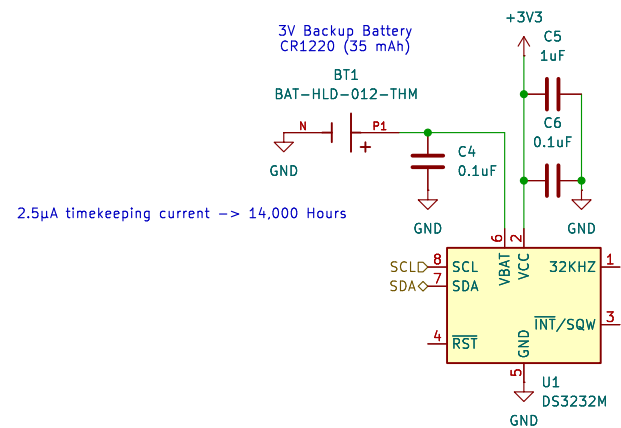 +3V3
3V Backup Battery
CR1220 (35 mAh)
C5
1uF
BT1
BAT-HLD-012-THM
C6
0.1uF
N
P1
+
GND
C4
0.1uF
GND
GND
2.5µA timekeeping current -> 14,000 Hours
6
2
SCL
8
SCL
VBAT
VCC
32KHZ
1
SDA
7
SDA
INT/SQW
3
4
RST
GND
5
U1
DS3232M
GND